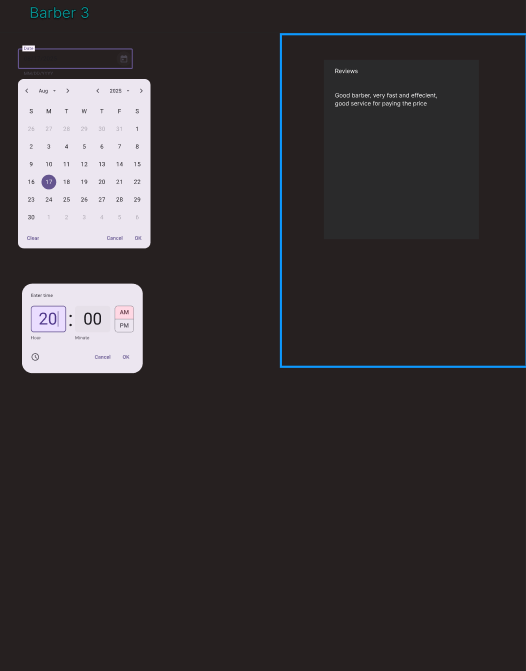 Barber 3
Date
MM/DD/YYYY
Aug 2025
S M T W T F S
26 27 28 29 30 31 1
2 3 4 5 6 7 8
9 10 11 12 13 14 15
16 17 18 19 20 21 22
23 24 25 26 27 28 29
30 1 2 3 4 5 6
Clear Cancel OK
Enter time
20 : 00 AM
PM
Hour Minute
Cancel OK
Reviews
Good barber, very fast and effecient,
good service for paying the price